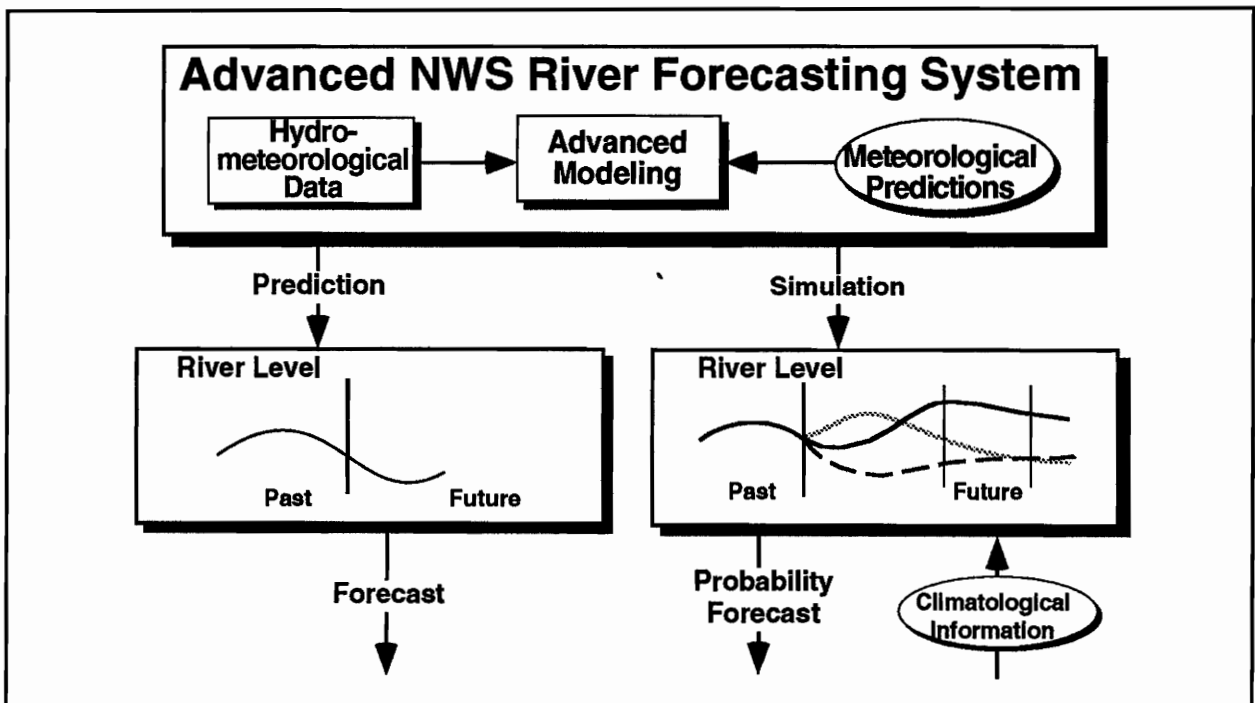 Advanced NWS River Forecasting System
Hydro-
meteorological
Data
Advanced
Modeling
Meteorological
Predictions
Prediction
Simulation
River Level
Past
Future
River Level
Past
Future
Forecast
Probability
Forecast
Climatological
Information